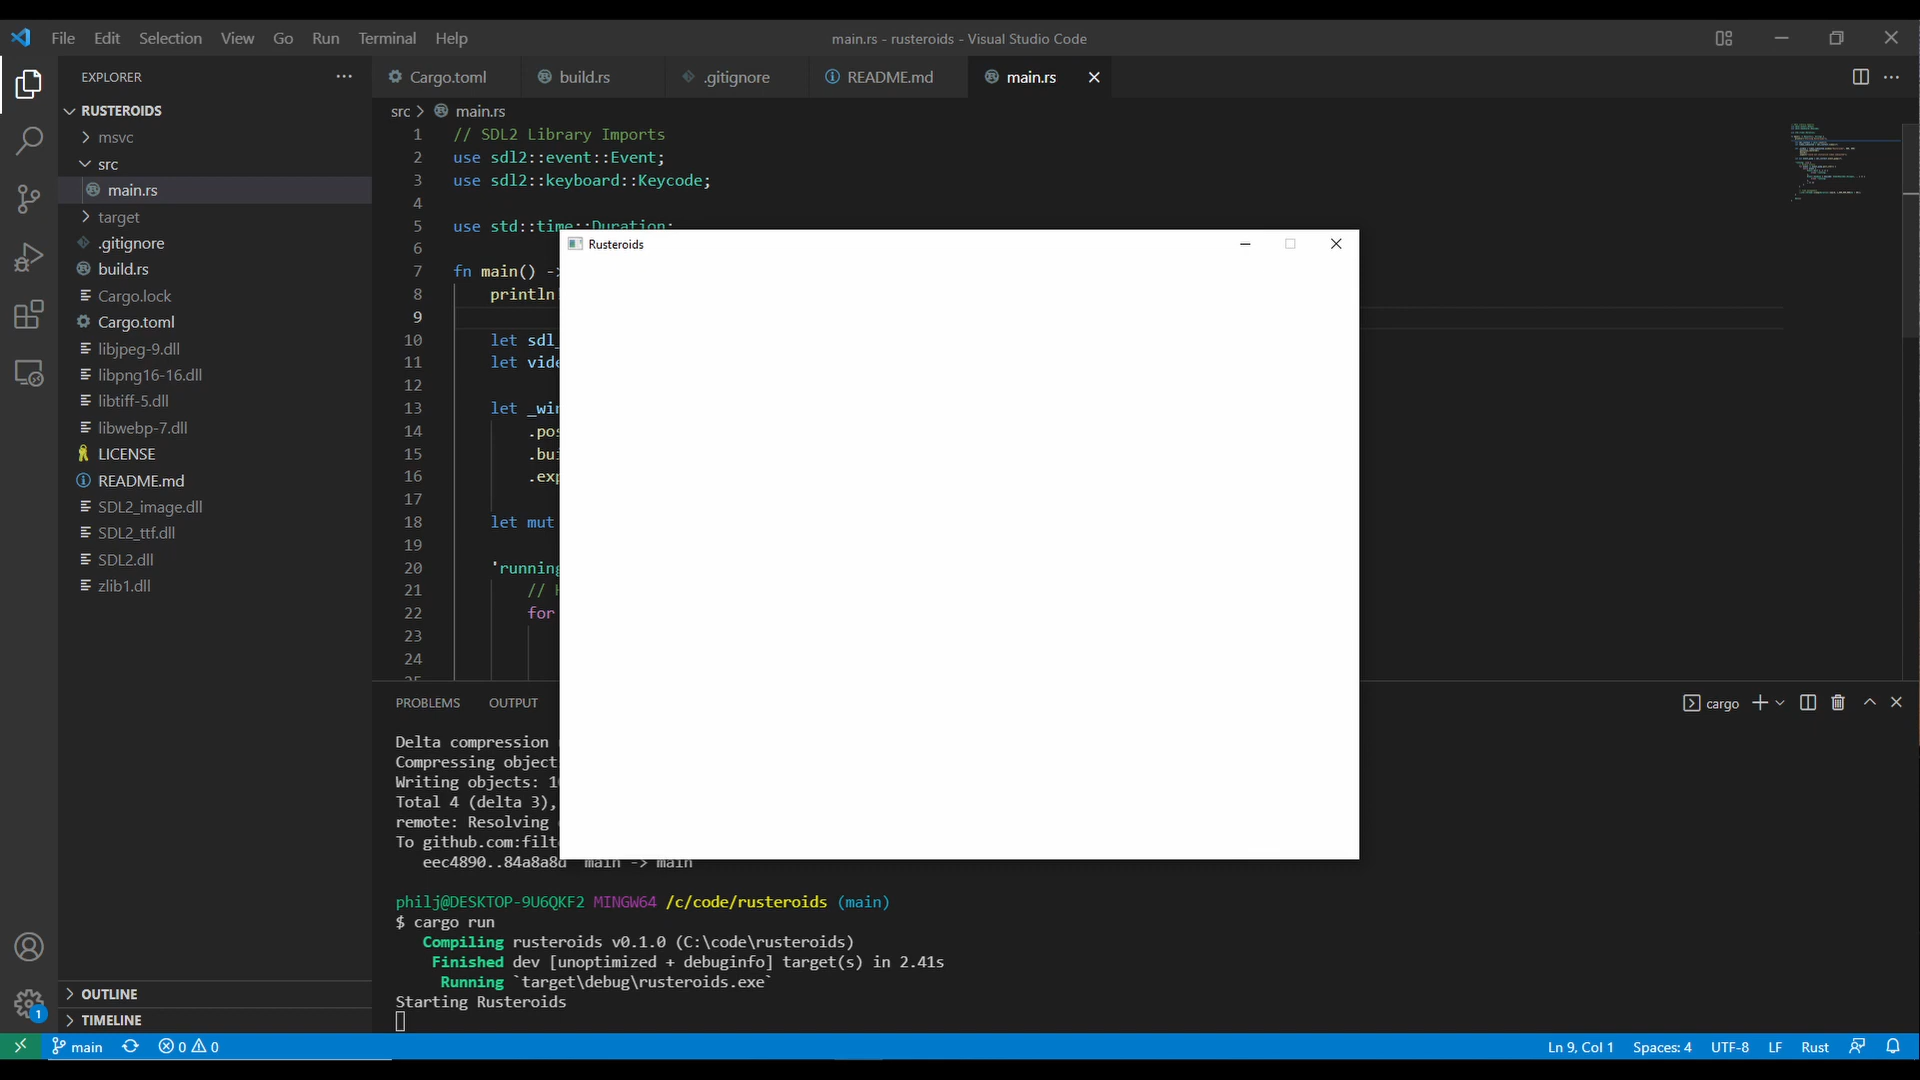 File Edit Selection View Go Run Terminal Help
main.rs - rusteroids - Visual Studio Code
EXPLORER
Cargo.toml
build.rs
.gitignore
README.md
main.rs
RUSTEROIDS
msvc
src
main.rs
target
.gitignore
build.rs
Cargo.lock
Cargo.toml
libjpeg-9.dll
libpng16-16.dll
libtiff-5.dll
libwebp-7.dll
LICENSE
README.md
SDL2_image.dll
SDL2_ttf.dll
SDL2.dll
zlib1.dll
OUTLINE
TIMELINE
src > main.rs
1 // SDL2 Library Imports
2 use sdl2::event::Event;
3 use sdl2::keyboard::Keycode;
4
5 use std::time::Duration;
6
7 fn main() ->
8 println!
9
10 let sdl_
11 let vide
12
13 let _win
14 .pos
15 .bui
16 .exp
17
18 let mut
19
20 'running
21 //
22 for
23
24
25
Rusteroids
PROBLEMS OUTPUT
cargo
Delta compression
Compressing object
Writing objects: 10
Total 4 (delta 3),
remote: Resolving
To github.com:filt
eec4890..84a8a8d main -> main
philj@DESKTOP-9U6QKF2 MINGW64 /c/code/rusteroids (main)
$ cargo run
Compiling rusteroids v0.1.0 (C:\code\rusteroids)
Finished dev [unoptimized + debuginfo] target(s) in 2.41s
Running `target\debug\rusteroids.exe`
Starting Rusteroids
1
main 0 0 Ln 9, Col 1 Spaces: 4 UTF-8 LF Rust